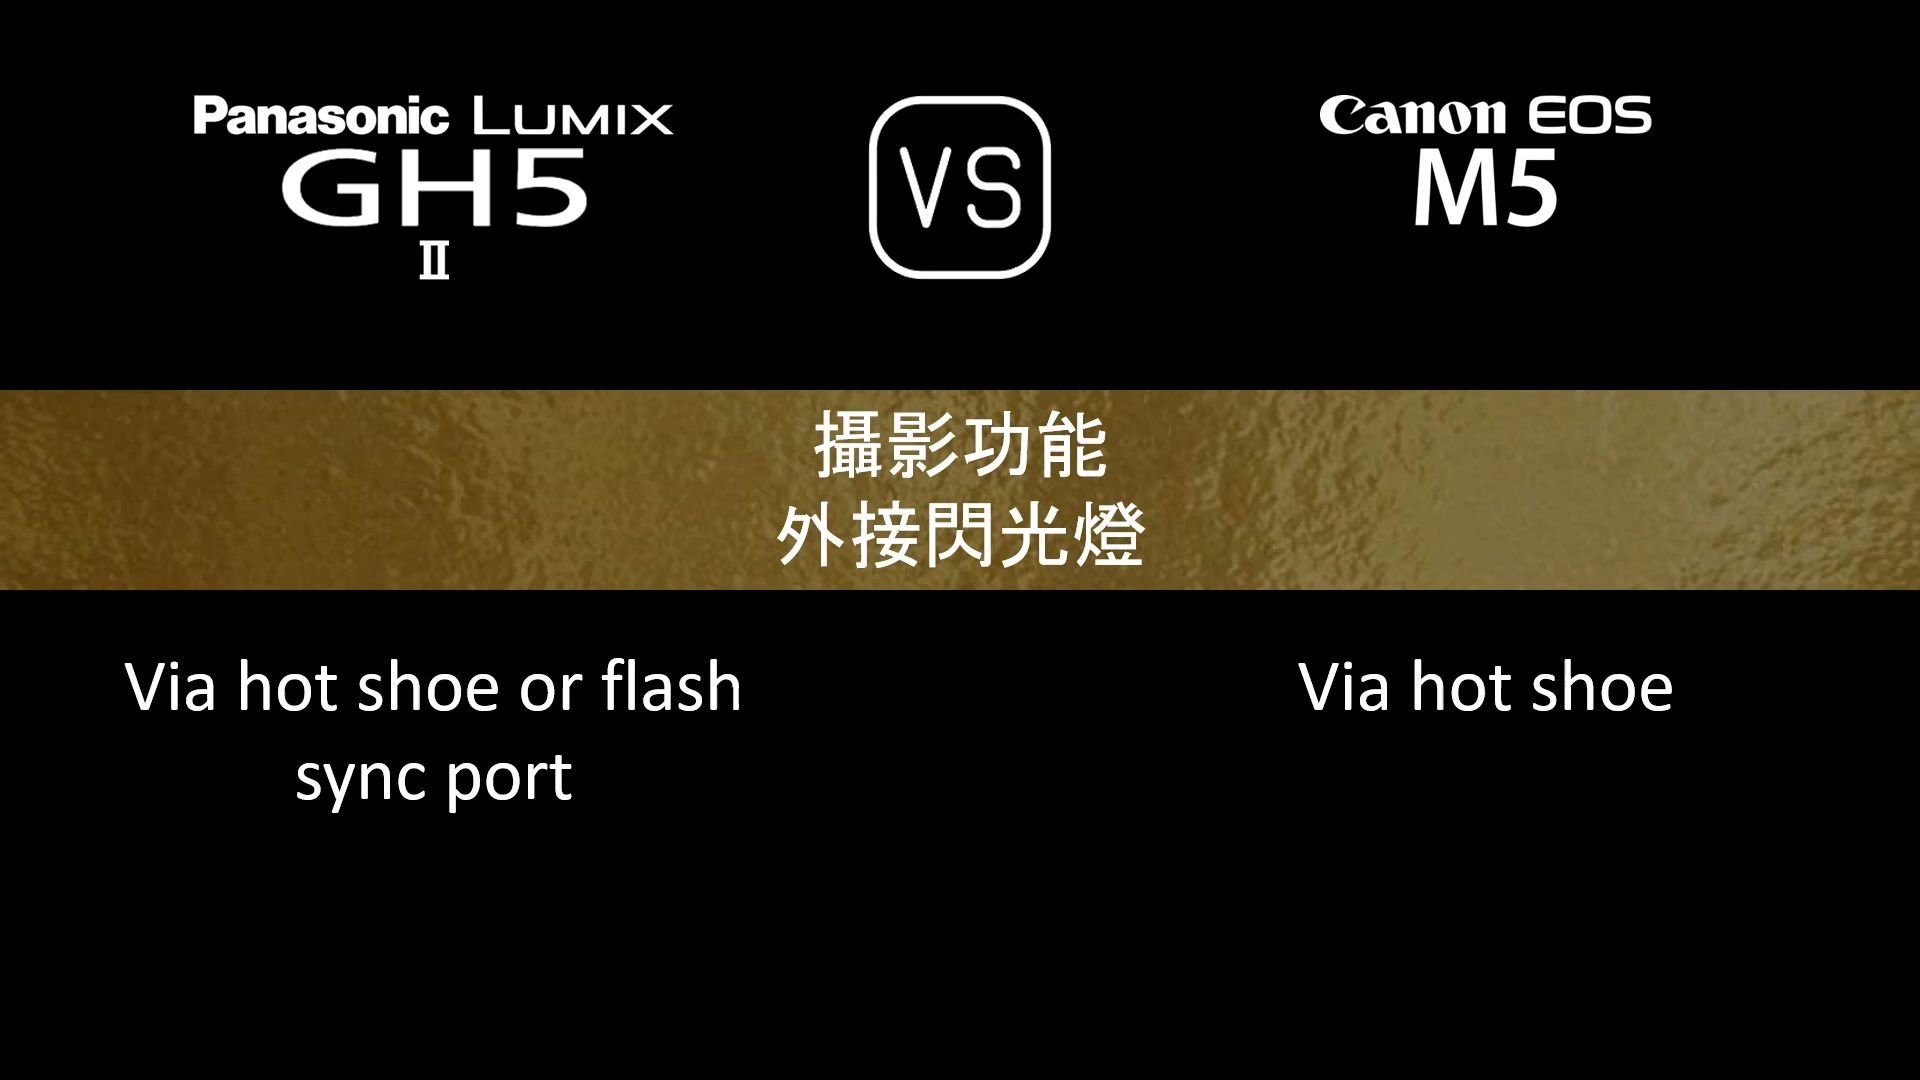 Panasonic LUMIX
GH5
II
VS
Canon EOS
M5
攝影功能
外接閃光燈
Via hot shoe or flash
sync port
Via hot shoe